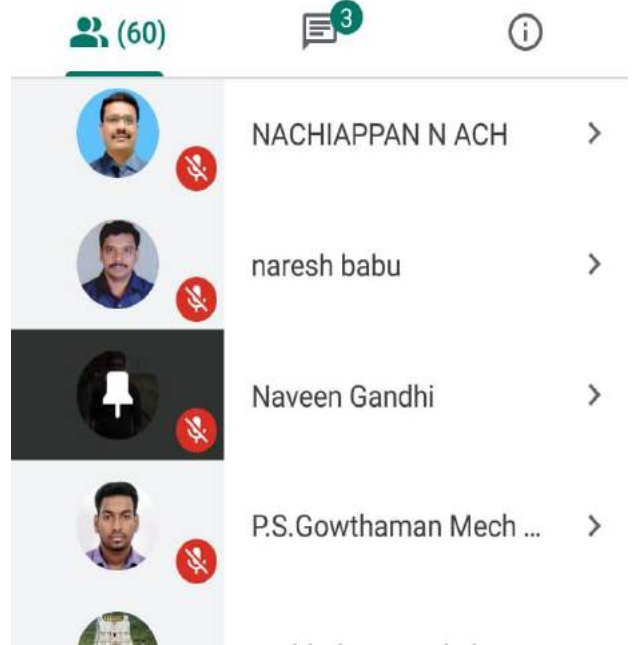 (60)
3
NACHIAPPAN N ACH
naresh babu
Naveen Gandhi
P.S.Gowthaman Mech ...